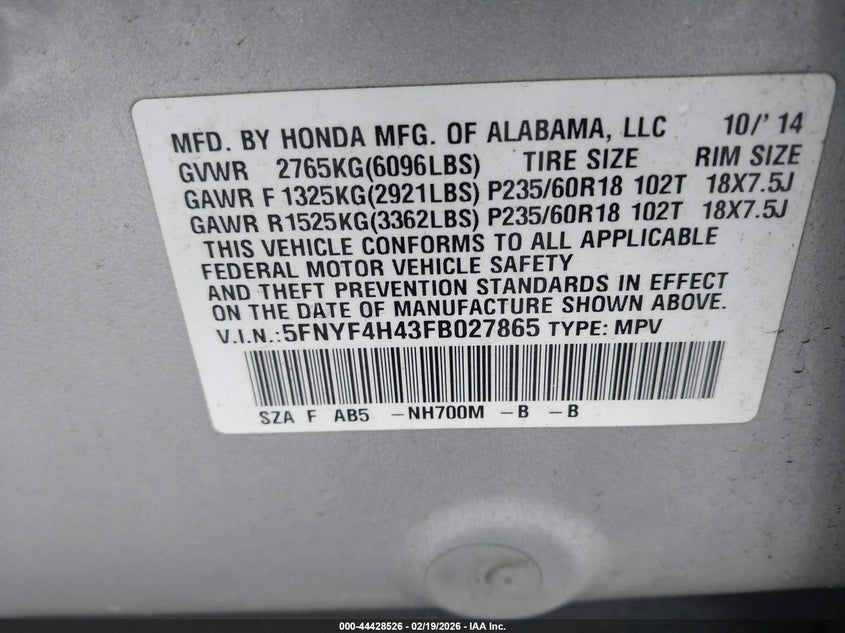 MFD. BY HONDA MFG. OF ALABAMA, LLC 10/' 14
GVWR 2765KG(6096LBS) TIRE SIZE RIM SIZE
GAWR F 1325KG(2921LBS) P235/60R18 102T 18X7.5J
GAWR R1525KG(3362LBS) P235/60R18 102T 18X7.5J
THIS VEHICLE CONFORMS TO ALL APPLICABLE
FEDERAL MOTOR VEHICLE SAFETY
AND THEFT PREVENTION STANDARDS IN EFFECT
ON THE DATE OF MANUFACTURE SHOWN ABOVE.
V.I.N.:5FNYF4H43FB027865 TYPE: MPV
SZA F AB5 -NH700M -B -B
000-44428526 - 02/19/2026 - IAA Inc.